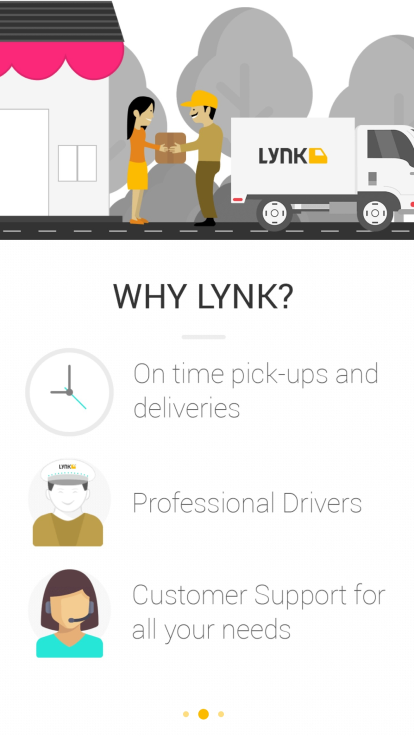 LYNK
WHY LYNK?
On time pick-ups and
deliveries
LYNK
Professional Drivers
Customer Support for
all your needs